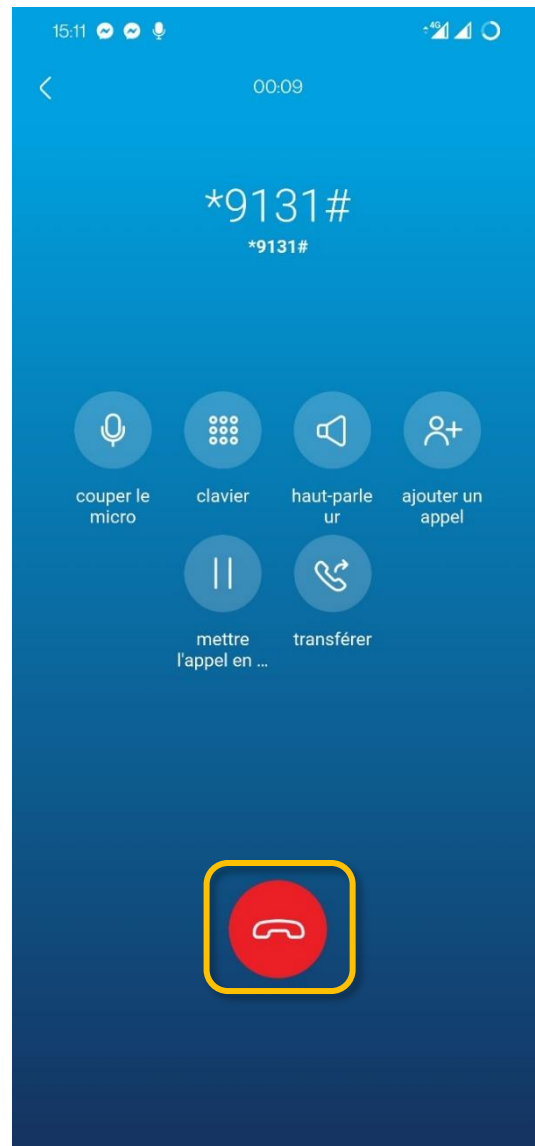 15:11
4G
00:09
*9131#
*9131#
couper le
micro
clavier
haut-parle
ur
ajouter un
appel
mettre
l'appel en ...
transférer